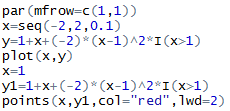 par(mfrow=c(1,1))
x=seq(-2,2,0.1)
y=1+x+(-2)*(x-1)^2*I(x>1)
plot(x,y)
x=1
y1=1+x+(-2)*(x-1)^2*I(x>1)
points(x,y1,col="red",lwd=2)